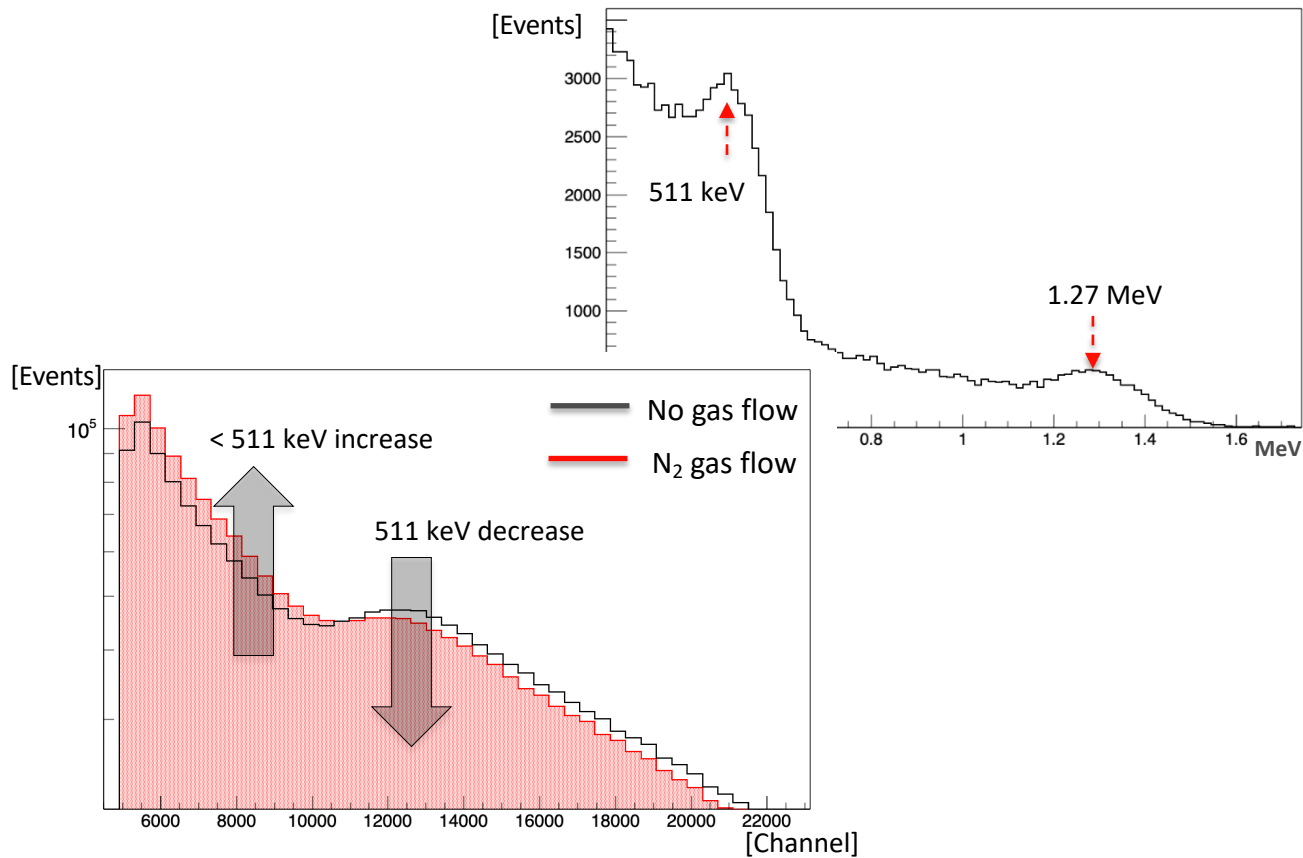 [Events]
3000
2500
2000
1500
1000
511 keV
1.27 MeV
0.8 1 1.2 1.4 1.6
MeV
[Events]
10⁵
< 511 keV increase
511 keV decrease
No gas flow
N₂ gas flow
6000 8000 10000 12000 14000 16000 18000 20000 22000
[Channel]